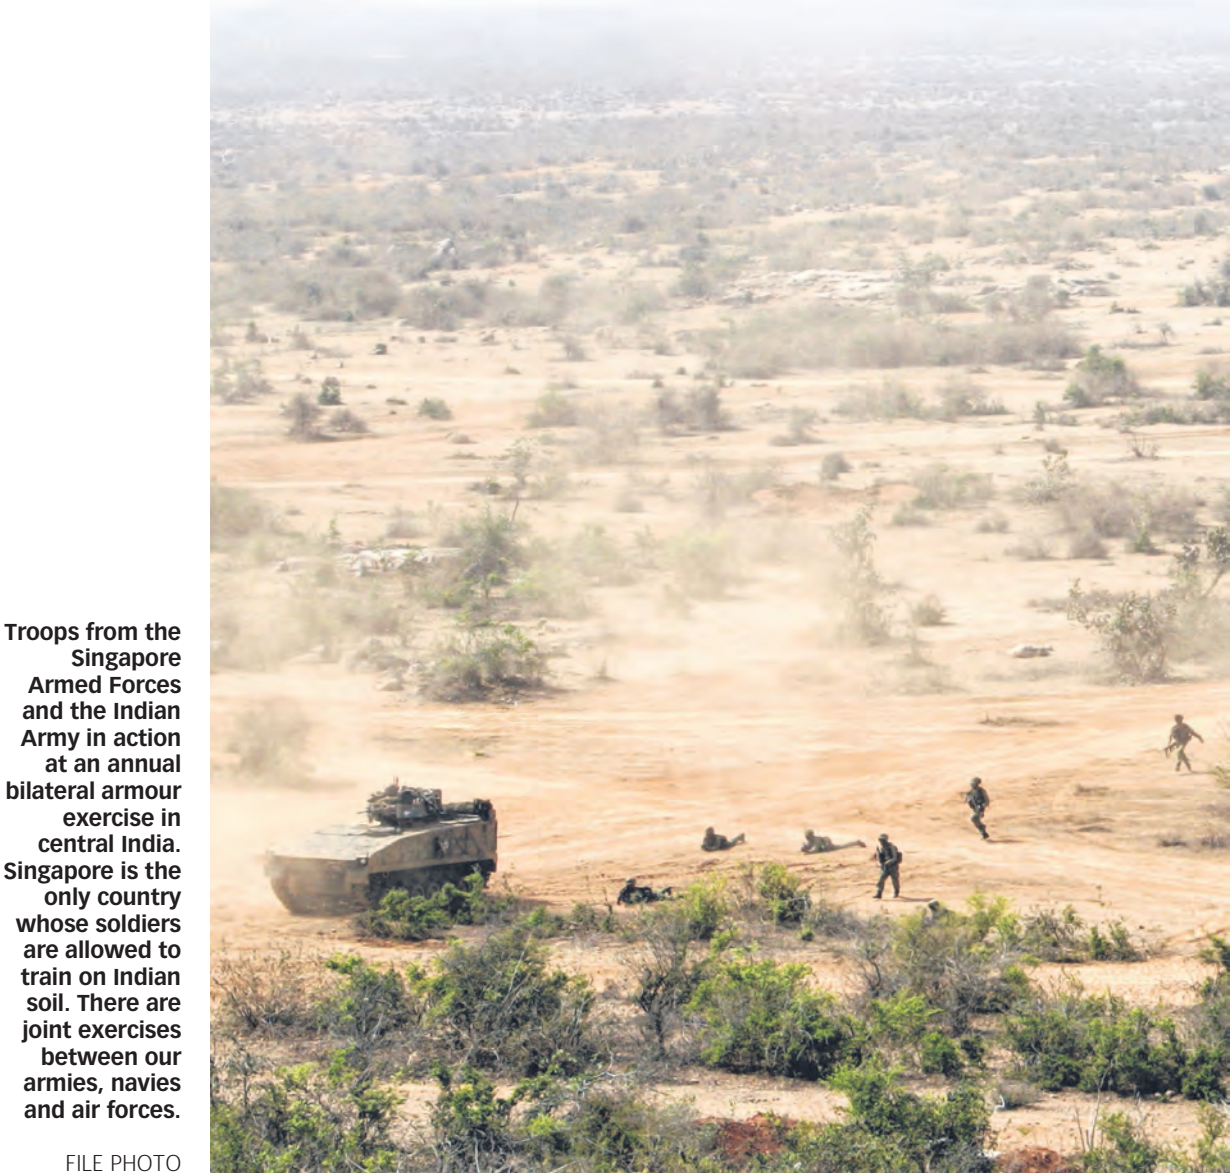 Troops from the
Singapore
Armed Forces
and the Indian
Army in action
at an annual
bilateral armour
exercise in
central India.
Singapore is the
only country
whose soldiers
are allowed to
train on Indian
soil. There are
joint exercises
between our
armies, navies
and air forces.
FILE PHOTO